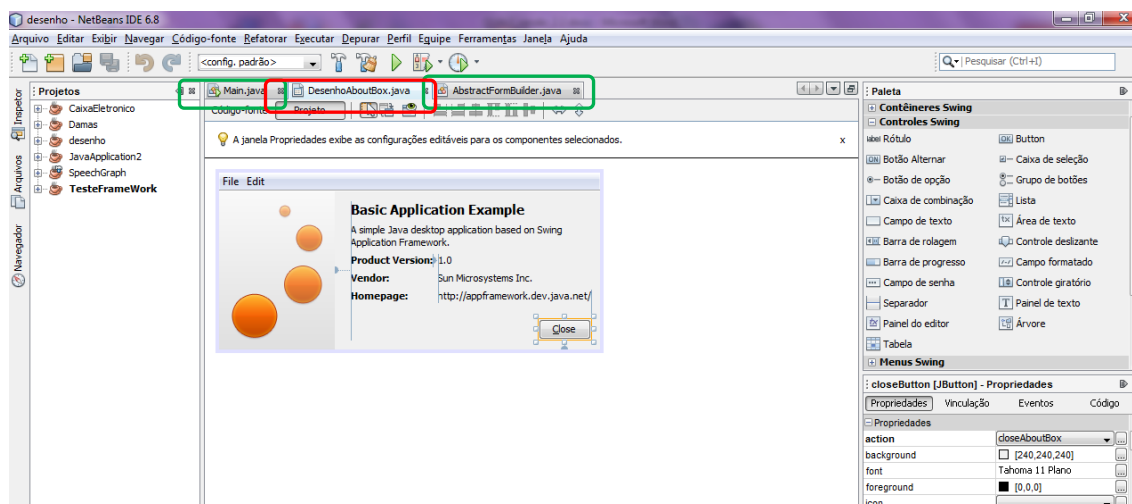 desenho - NetBeans IDE 6.8
Arquivo Editar Exibir Navegar Código-fonte Refatorar Executar Depurar Perfil Equipe Ferramentas Janela Ajuda
<config. padrão>
Pesquisar (Ctrl+I)
Inspetor
Arquivos
Navegador
Projetos
CaixaEletronico
Damas
desenho
JavaApplication2
SpeechGraph
TesteFrameWork
Main.java
DesenhoAboutBox.java
AbstractFormBuilder.java
Código-fonte Projeto
A janela Propriedades exibe as configurações editáveis para os componentes selecionados. x
File Edit
Basic Application Example
A simple Java desktop application based on Swing
Application Framework.
Product Version: 1.0
Vendor: Sun Microsystems Inc.
Homepage: http://appframework.dev.java.net/
Close
Paleta
Contêineres Swing
Controles Swing
label Rótulo OK Button
ON Botão Alternar Caixa de seleção
Botão de opção Grupo de botões
Caixa de combinação Lista
Campo de texto Área de texto
Barra de rolagem Controle deslizante
Barra de progresso Campo formatado
Campo de senha Controle giratório
Separador Painel de texto
Painel do editor Árvore
Tabela
Menus Swing
closeButton [JButton] - Propriedades
Propriedades Vinculação Eventos Código
Propriedades
action closeAboutBox ...
background [240,240,240] ...
font Tahoma 11 Plano ...
foreground [0,0,0] ...
icon